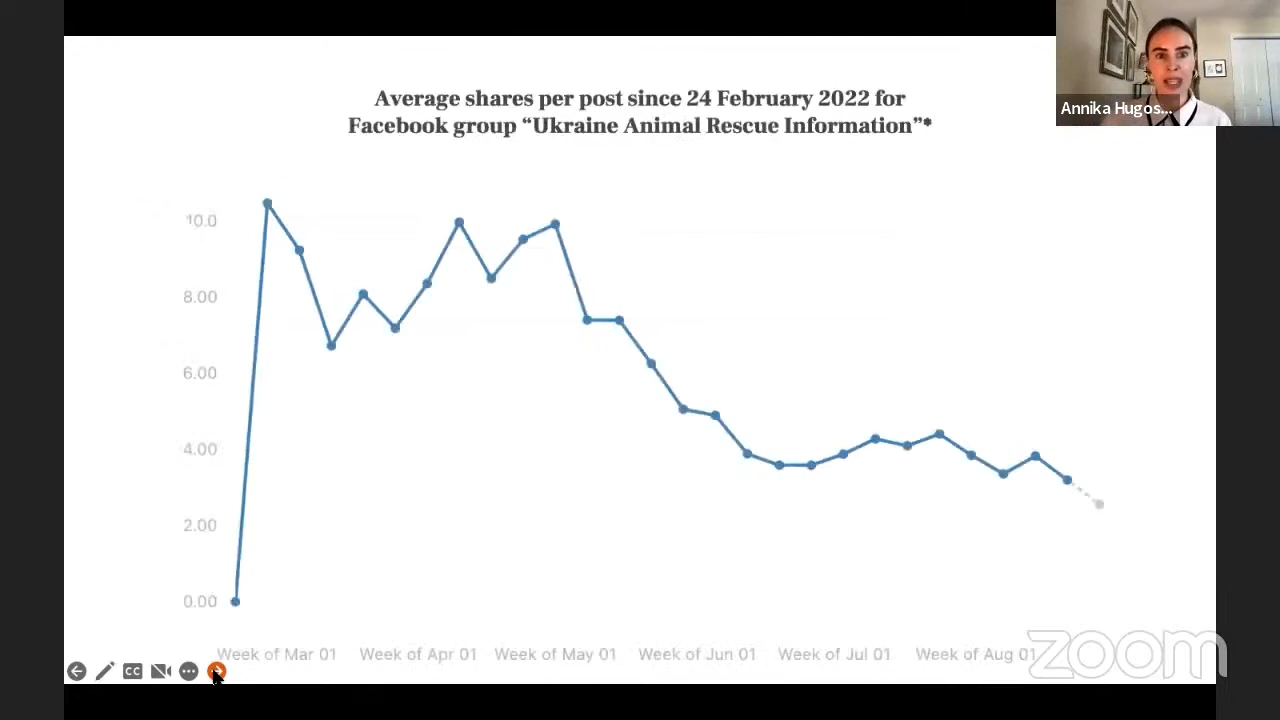 Average shares per post since 24 February 2022 for
Facebook group “Ukraine Animal Rescue Information”*
Annika Hugos...
10.0
8.00
6.00
4.00
2.00
0.00
Week of Mar 01 Week of Apr 01 Week of May 01 Week of Jun 01 Week of Jul 01 Week of Aug 01
zoom
CC